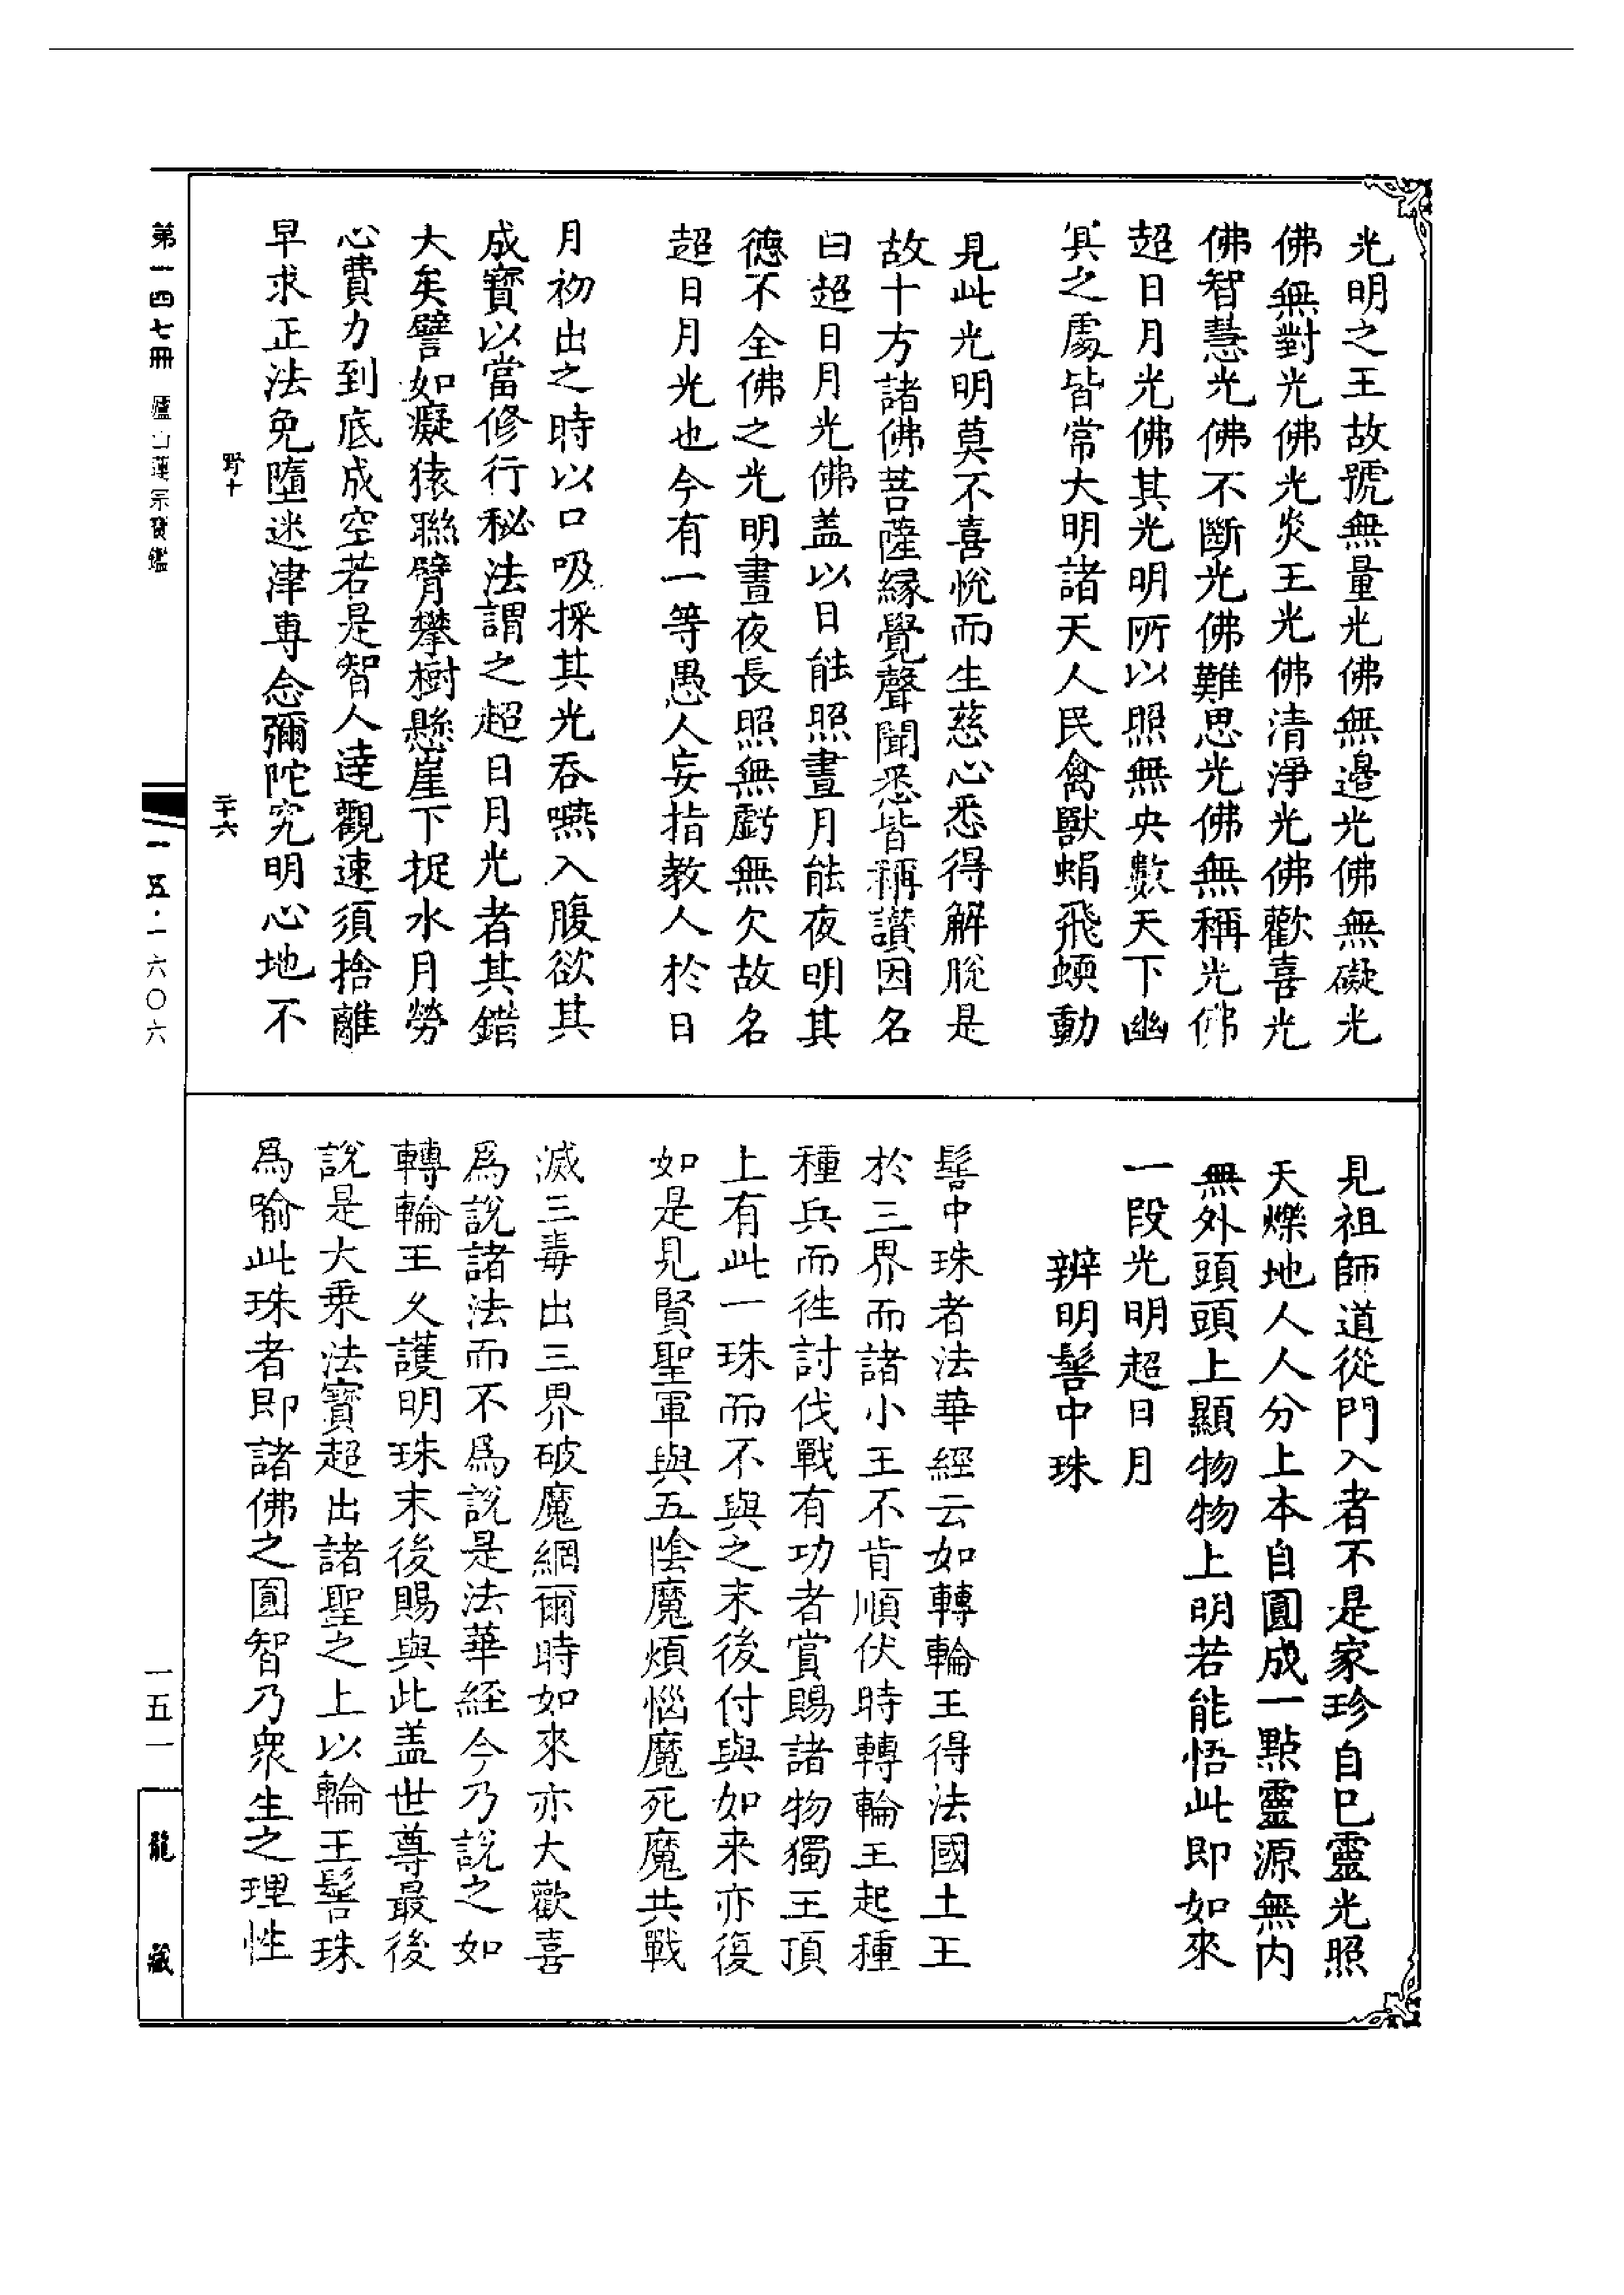 光明之王故號無量光佛無邊光佛無礙光
佛無對光佛光炎王光佛清淨光佛歡喜光
佛智慧光佛不斷光佛難思光佛無稱光佛
超日月光佛其光明所以照無央數天下幽
冥之處皆常大明諸天人民禽獸蜎飛蝡動
見此光明莫不喜悅而生慈心悉得解脫是
故十方諸佛菩薩緣覺聲聞悉皆稱讚因名
曰超日月光佛盖以日能照晝月能夜明其
德不全佛之光明晝夜長照無虧無欠故名
超日月光也今有一等愚人妄指教人於日
月初出之時以口吸採其光吞嚥入腹欲其
成寶以當修行秘法謂之超日月光者其錯
大矣譬如癡猿聯臂攀樹懸崖下捉水月勞
心費力到底成空若是智人達觀速須捨離
早求正法免墮迷津專念彌陀究明心地不
野十
二十六
見祖師道從門入者不是家珍自己靈光照
天爍地人人分上本自圓成一點靈源無內
無外頭頭上顯物物上明若能悟此即如來
一段光明超日月
辨明髻中珠
髻中珠者法華經云如轉輪王得法國土王
於三界而諸小王不肯順伏時轉輪王起種
種兵而徃討伐戰有功者賞賜諸物獨王頂
上有此一珠而不與之末後付與如来亦復
如是見賢聖軍與五陰魔煩惱魔死魔共戰
滅三毒出三界破魔網爾時如來亦大歡喜
爲說諸法而不爲說是法華經今乃說之如
轉輪王久護明珠末後賜與此盖世尊最後
說是大乗法寶超出諸聖之上以輪王髻珠
爲喻此珠者即諸佛之圓智乃衆生之理性
第一四七冊 廬山蓮宗寶鑑
一五·一六〇六
一五一
龍藏